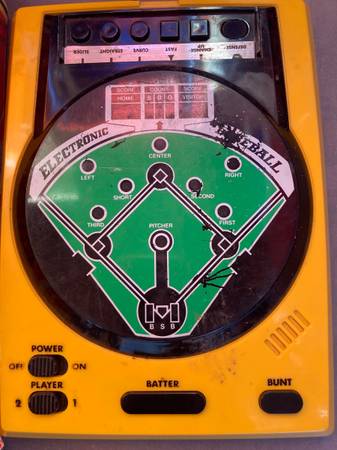 SLIDER STRAIGHT CURVE FAST CHANGE-UP DEFENSE
SCORE COUNT SCORE
HOME VISITOR
ELECTRONIC EBALL
CENTER
LEFT RIGHT
SHORT SECOND
THIRD FIRST
PITCHER
B S B
POWER
OFF ON
PLAYER
2 1
BATTER
BUNT